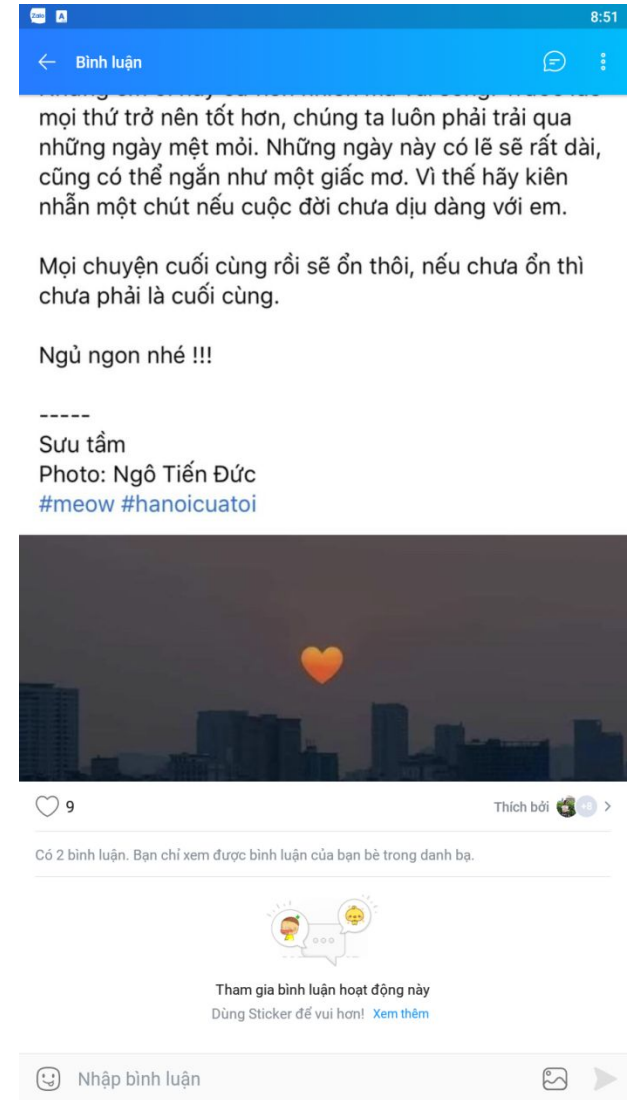 Zalo A 8:51
Bình luận
mọi thứ trở nên tốt hơn, chúng ta luôn phải trải qua
những ngày mệt mỏi. Những ngày này có lẽ sẽ rất dài,
cũng có thể ngắn như một giấc mơ. Vì thế hãy kiên
nhẫn một chút nếu cuộc đời chưa dịu dàng với em.
Mọi chuyện cuối cùng rồi sẽ ổn thôi, nếu chưa ổn thì
chưa phải là cuối cùng.
Ngủ ngon nhé !!!
-----
Sưu tầm
Photo: Ngô Tiến Đức
#meow #hanoicuatoi
9 Thích bởi +8 >
Có 2 bình luận. Bạn chỉ xem được bình luận của bạn bè trong danh bạ.
Tham gia bình luận hoạt động này
Dùng Sticker để vui hơn! Xem thêm
Nhập bình luận